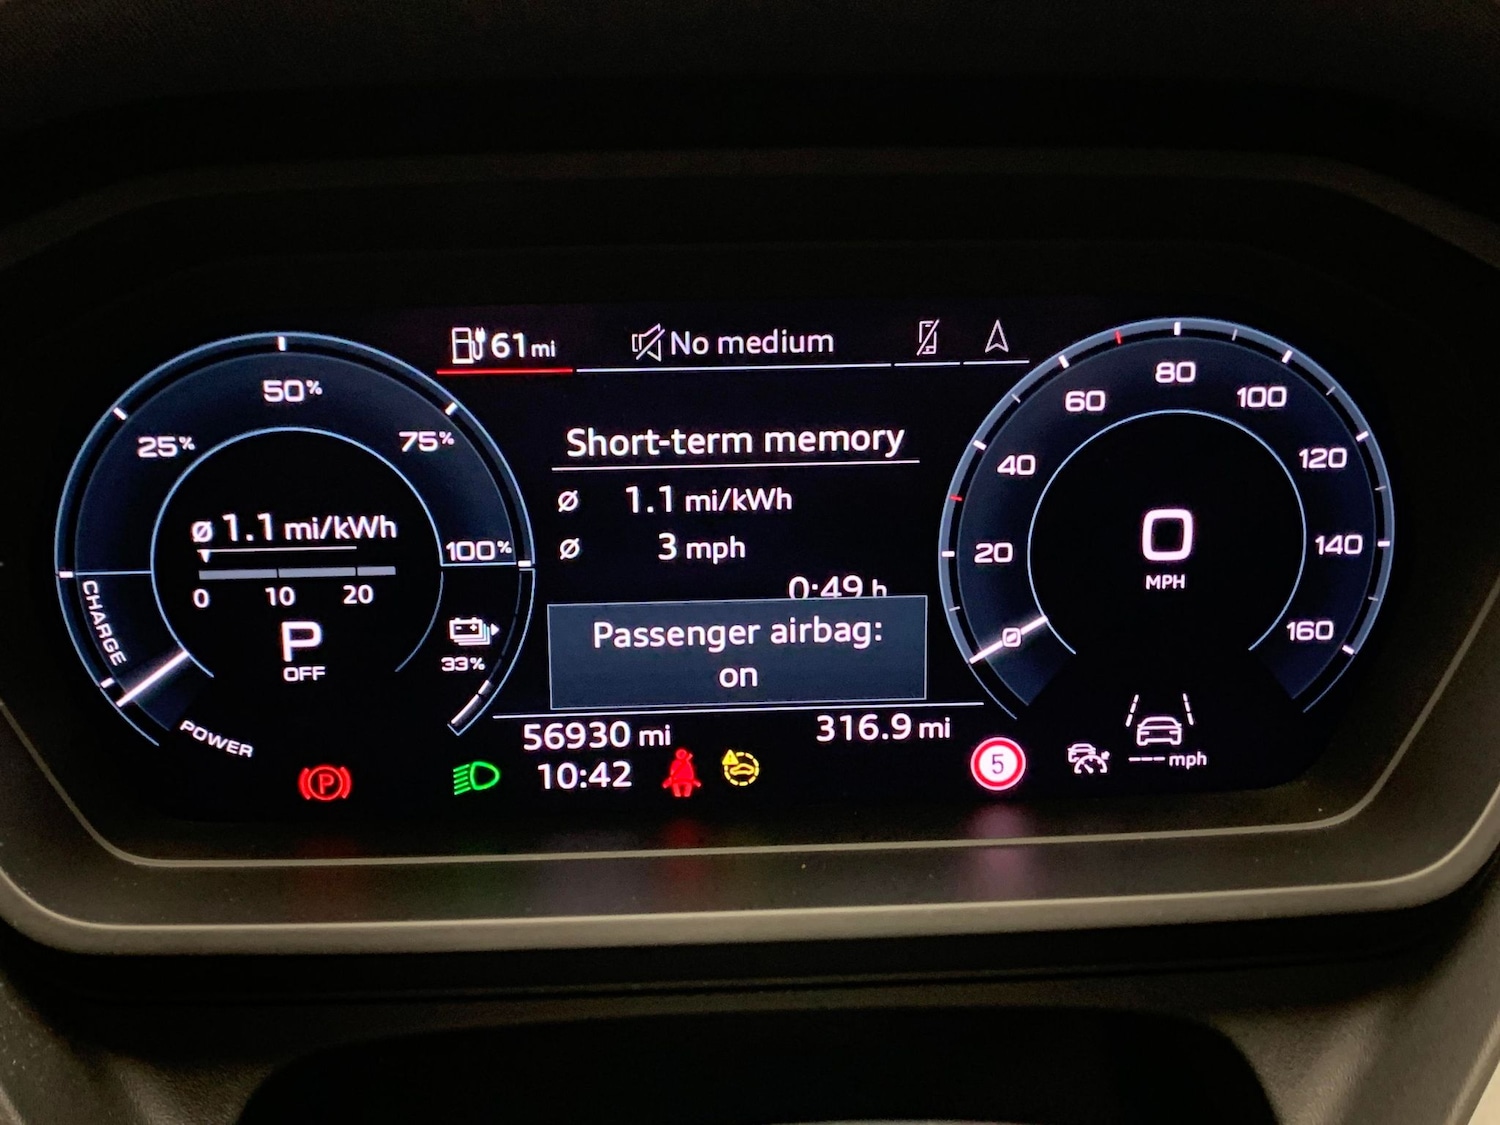 61 mi
No medium
50%
25%
75%
100%
ø 1.1 mi/kWh
0 10 20
P
OFF
33%
CHARGE
POWER
Short-term memory
ø 1.1 mi/kWh
ø 3 mph
0:49 h
Passenger airbag:
on
56930 mi
316.9 mi
10:42
P
5
--- mph
0
20
40
60
80
100
120
140
160
0
MPH